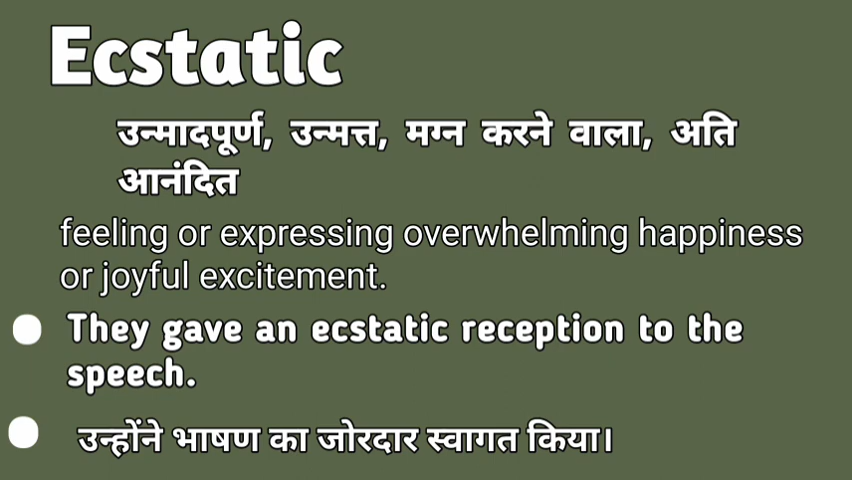 Ecstatic
उन्मादपूर्ण, उन्मत्त, मग्न करने वाला, अति
आनंदित
feeling or expressing overwhelming happiness
or joyful excitement.
They gave an ecstatic reception to the
speech.
उन्होंने भाषण का जोरदार स्वागत किया।